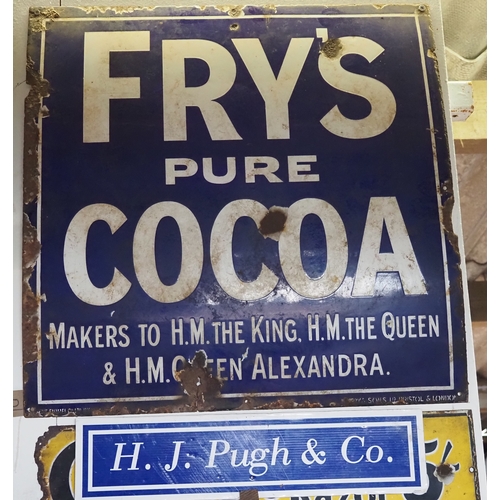 FRY'S
PURE
COCOA
MAKERS TO H.M. THE KING, H.M. THE QUEEN
& H.M. QUEEN ALEXANDRA.
H. J. Pugh & Co.